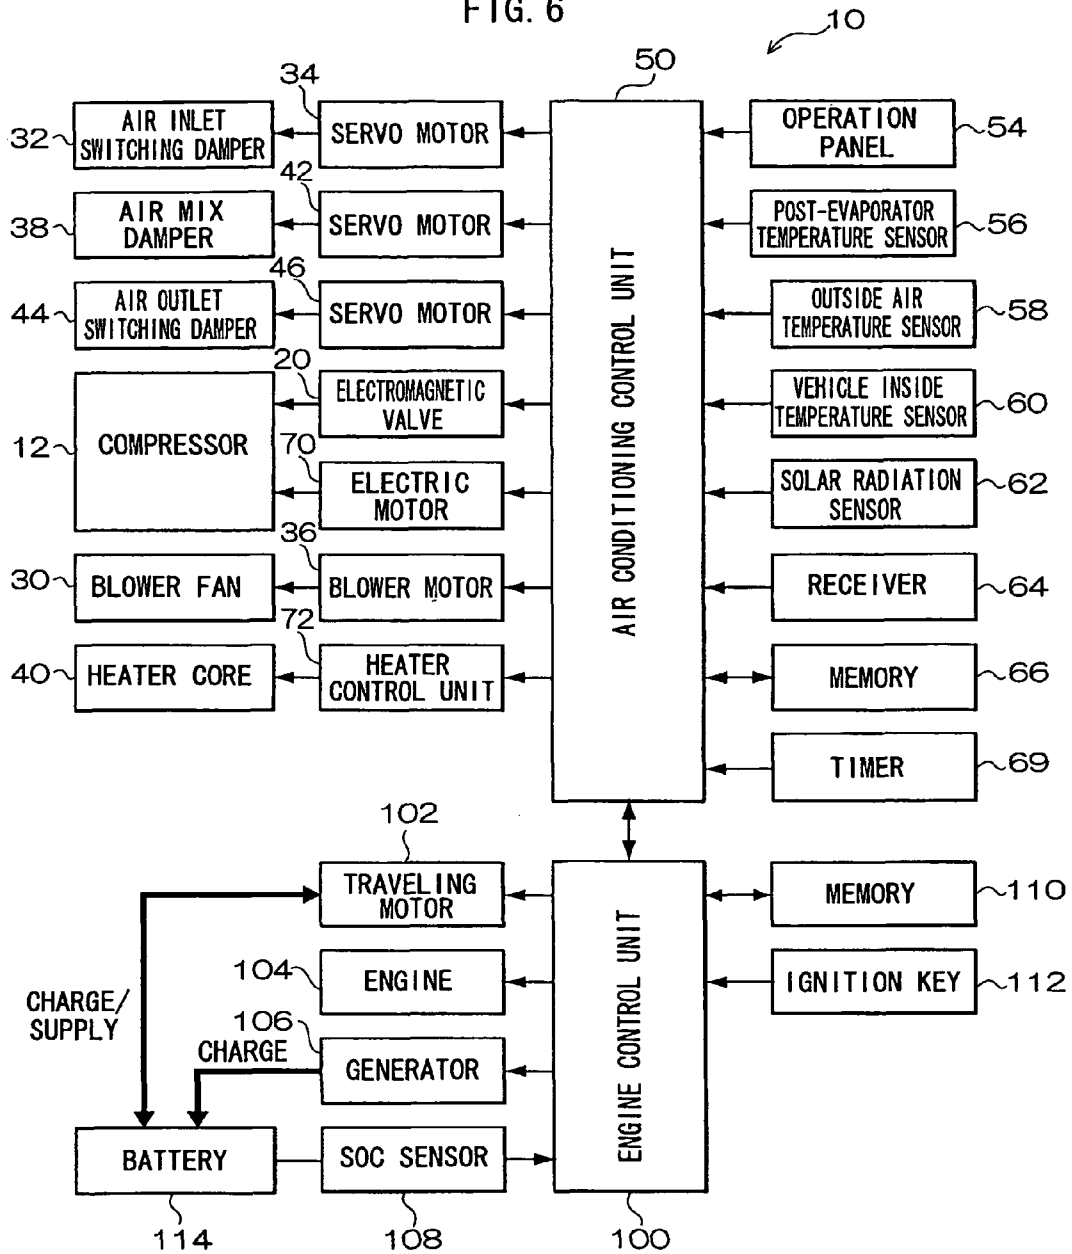 FIG. 6
10
50
34
32
AIR INLET
SWITCHING DAMPER
SERVO MOTOR
OPERATION
PANEL
54
42
38
AIR MIX
DAMPER
SERVO MOTOR
POST-EVAPORATOR
TEMPERATURE SENSOR
56
46
44
AIR OUTLET
SWITCHING DAMPER
SERVO MOTOR
OUTSIDE AIR
TEMPERATURE SENSOR
58
20
12
COMPRESSOR
ELECTROMAGNETIC
VALVE
VEHICLE INSIDE
TEMPERATURE SENSOR
60
70
ELECTRIC
MOTOR
SOLAR RADIATION
SENSOR
62
36
30
BLOWER FAN
BLOWER MOTOR
RECEIVER
64
72
40
HEATER CORE
HEATER
CONTROL UNIT
MEMORY
66
AIR CONDITIONING CONTROL UNIT
TIMER
69
102
TRAVELING
MOTOR
MEMORY
110
104
ENGINE
IGNITION KEY
112
CHARGE/
SUPPLY
106
CHARGE
GENERATOR
ENGINE CONTROL UNIT
BATTERY
SOC SENSOR
114
108
100